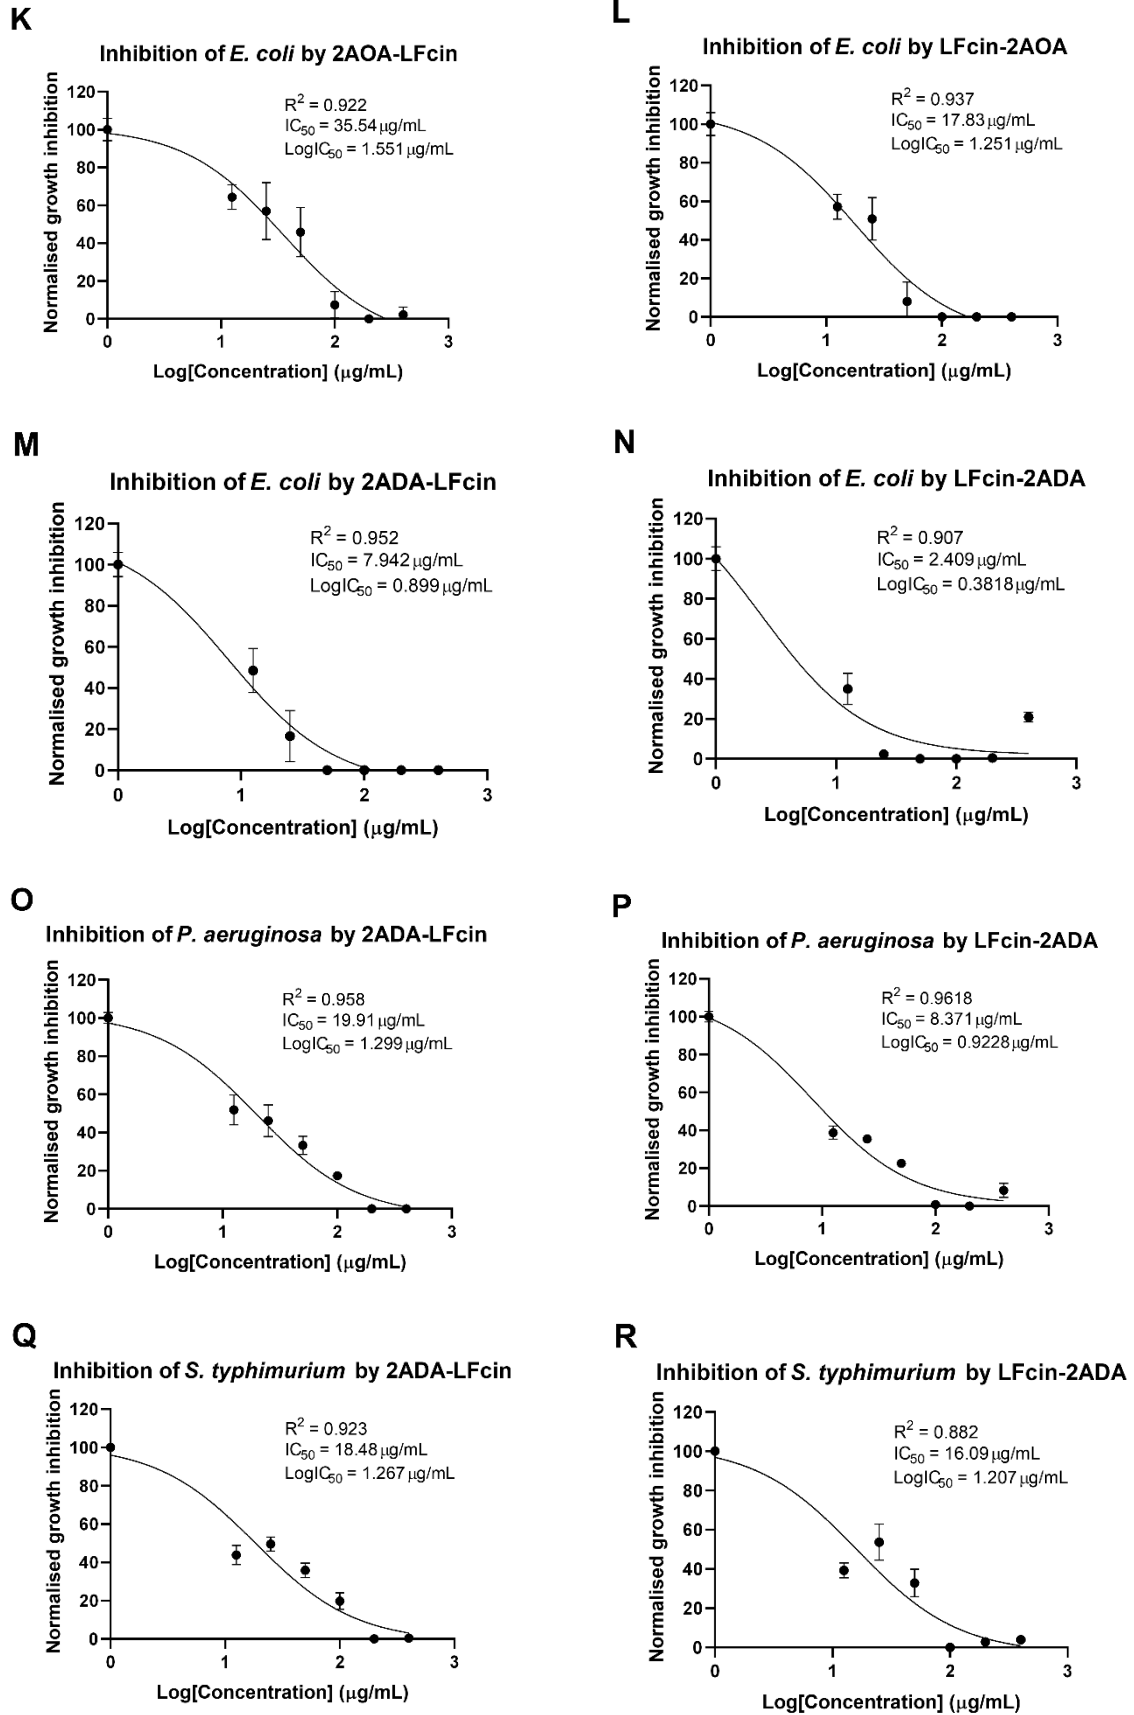 K
Inhibition of E. coli by 2AOA-LFcin
R2 = 0.922
IC50 = 35.54 µg/mL
LogIC50 = 1.551 µg/mL
Normalised growth inhibition
120
100
80
60
40
20
0
0 1 2 3
Log[Concentration] (µg/mL)
L
Inhibition of E. coli by LFcin-2AOA
R2 = 0.937
IC50 = 17.83 µg/mL
LogIC50 = 1.251 µg/mL
Normalised growth inhibition
120
100
80
60
40
20
0
0 1 2 3
Log[Concentration] (µg/mL)
M
Inhibition of E. coli by 2ADA-LFcin
R2 = 0.952
IC50 = 7.942 µg/mL
LogIC50 = 0.899 µg/mL
Normalised growth inhibition
120
100
80
60
40
20
0
0 1 2 3
Log[Concentration] (µg/mL)
N
Inhibition of E. coli by LFcin-2ADA
R2 = 0.907
IC50 = 2.409 µg/mL
LogIC50 = 0.3818 µg/mL
Normalised growth inhibition
120
100
80
60
40
20
0
0 1 2 3
Log[Concentration] (µg/mL)
O
Inhibition of P. aeruginosa by 2ADA-LFcin
R2 = 0.958
IC50 = 19.91 µg/mL
LogIC50 = 1.299 µg/mL
Normalised growth inhibition
120
100
80
60
40
20
0
0 1 2 3
Log[Concentration] (µg/mL)
P
Inhibition of P. aeruginosa by LFcin-2ADA
R2 = 0.9618
IC50 = 8.371 µg/mL
LogIC50 = 0.9228 µg/mL
Normalised growth inhibition
120
100
80
60
40
20
0
0 1 2 3
Log[Concentration] (µg/mL)
Q
Inhibition of S. typhimurium by 2ADA-LFcin
R2 = 0.923
IC50 = 18.48 µg/mL
LogIC50 = 1.267 µg/mL
Normalised growth inhibition
120
100
80
60
40
20
0
0 1 2 3
Log[Concentration] (µg/mL)
R
Inhibition of S. typhimurium by LFcin-2ADA
R2 = 0.882
IC50 = 16.09 µg/mL
LogIC50 = 1.207 µg/mL
Normalised growth inhibition
120
100
80
60
40
20
0
0 1 2 3
Log[Concentration] (µg/mL)